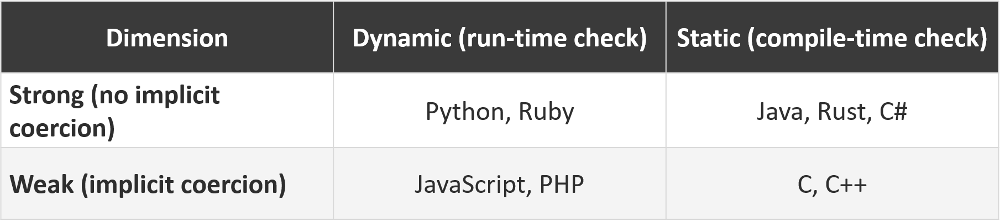 Dimension
Dynamic (run-time check)
Static (compile-time check)
Strong (no implicit
coercion)
Python, Ruby
Java, Rust, C#
Weak (implicit coercion)
JavaScript, PHP
C, C++